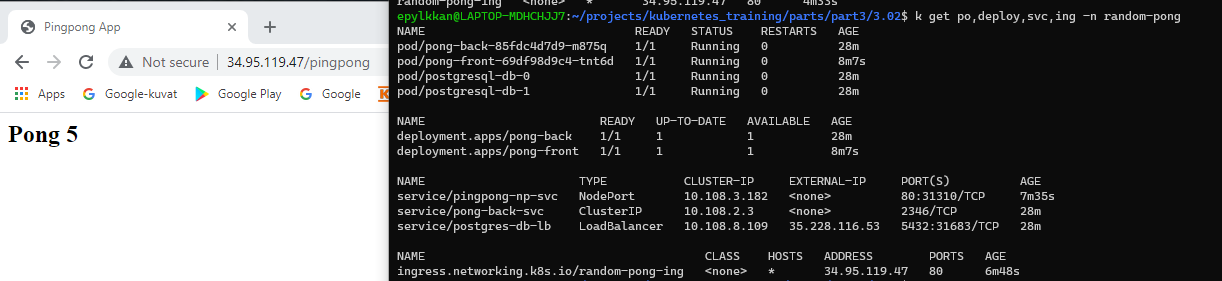 Pingpong App
Not secure | 34.95.119.47/pingpong
Apps Google-kuvat Google Play Google
Pong 5
random-pong-ing <none> * 34.95.119.47 80 4m33s
epylkkan@LAPTOP-MDHCHJJ7:~/projects/kubernetes_training/parts/part3/3.02$ k get po,deploy,svc,ing -n random-pong
NAME READY STATUS RESTARTS AGE
pod/pong-back-85fdc4d7d9-m875q 1/1 Running 0 28m
pod/pong-front-69df98d9c4-tnt6d 1/1 Running 0 8m7s
pod/postgresql-db-0 1/1 Running 0 28m
pod/postgresql-db-1 1/1 Running 0 28m
NAME READY UP-TO-DATE AVAILABLE AGE
deployment.apps/pong-back 1/1 1 1 28m
deployment.apps/pong-front 1/1 1 1 8m7s
NAME TYPE CLUSTER-IP EXTERNAL-IP PORT(S) AGE
service/pingpong-np-svc NodePort 10.108.3.182 <none> 80:31310/TCP 7m35s
service/pong-back-svc ClusterIP 10.108.2.3 <none> 2346/TCP 28m
service/postgres-db-lb LoadBalancer 10.108.8.109 35.228.116.53 5432:31683/TCP 28m
NAME CLASS HOSTS ADDRESS PORTS AGE
ingress.networking.k8s.io/random-pong-ing <none> * 34.95.119.47 80 6m48s